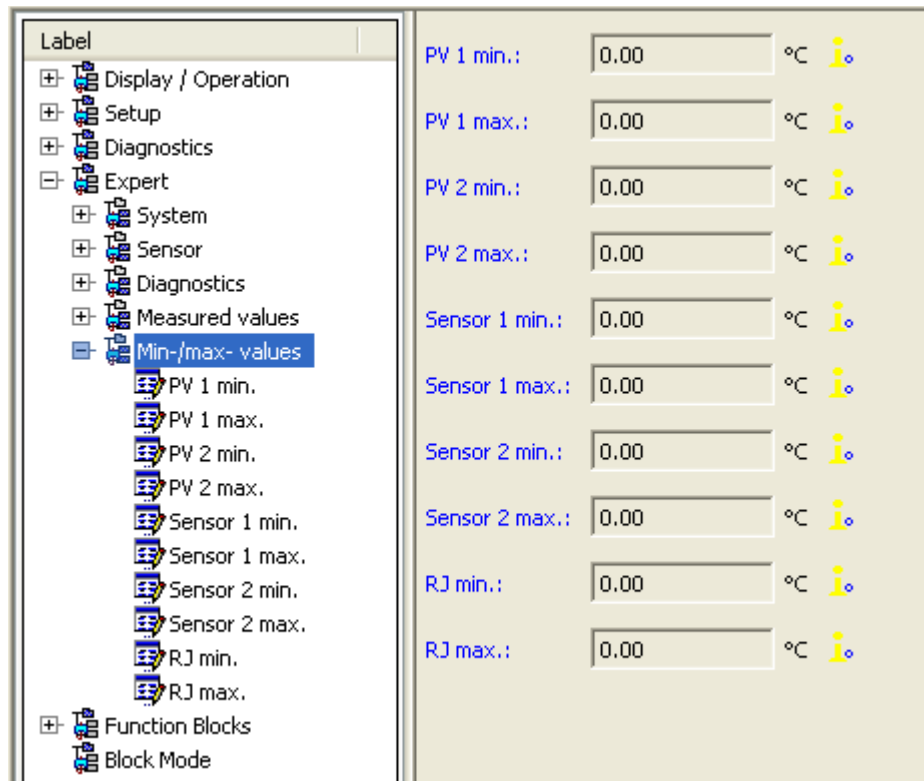 Label
Display / Operation
Setup
Diagnostics
Expert
System
Sensor
Diagnostics
Measured values
Min-/max- values
PV 1 min.
PV 1 max.
PV 2 min.
PV 2 max.
Sensor 1 min.
Sensor 1 max.
Sensor 2 min.
Sensor 2 max.
RJ min.
RJ max.
Function Blocks
Block Mode
PV 1 min.: 0.00 °C
PV 1 max.: 0.00 °C
PV 2 min.: 0.00 °C
PV 2 max.: 0.00 °C
Sensor 1 min.: 0.00 °C
Sensor 1 max.: 0.00 °C
Sensor 2 min.: 0.00 °C
Sensor 2 max.: 0.00 °C
RJ min.: 0.00 °C
RJ max.: 0.00 °C